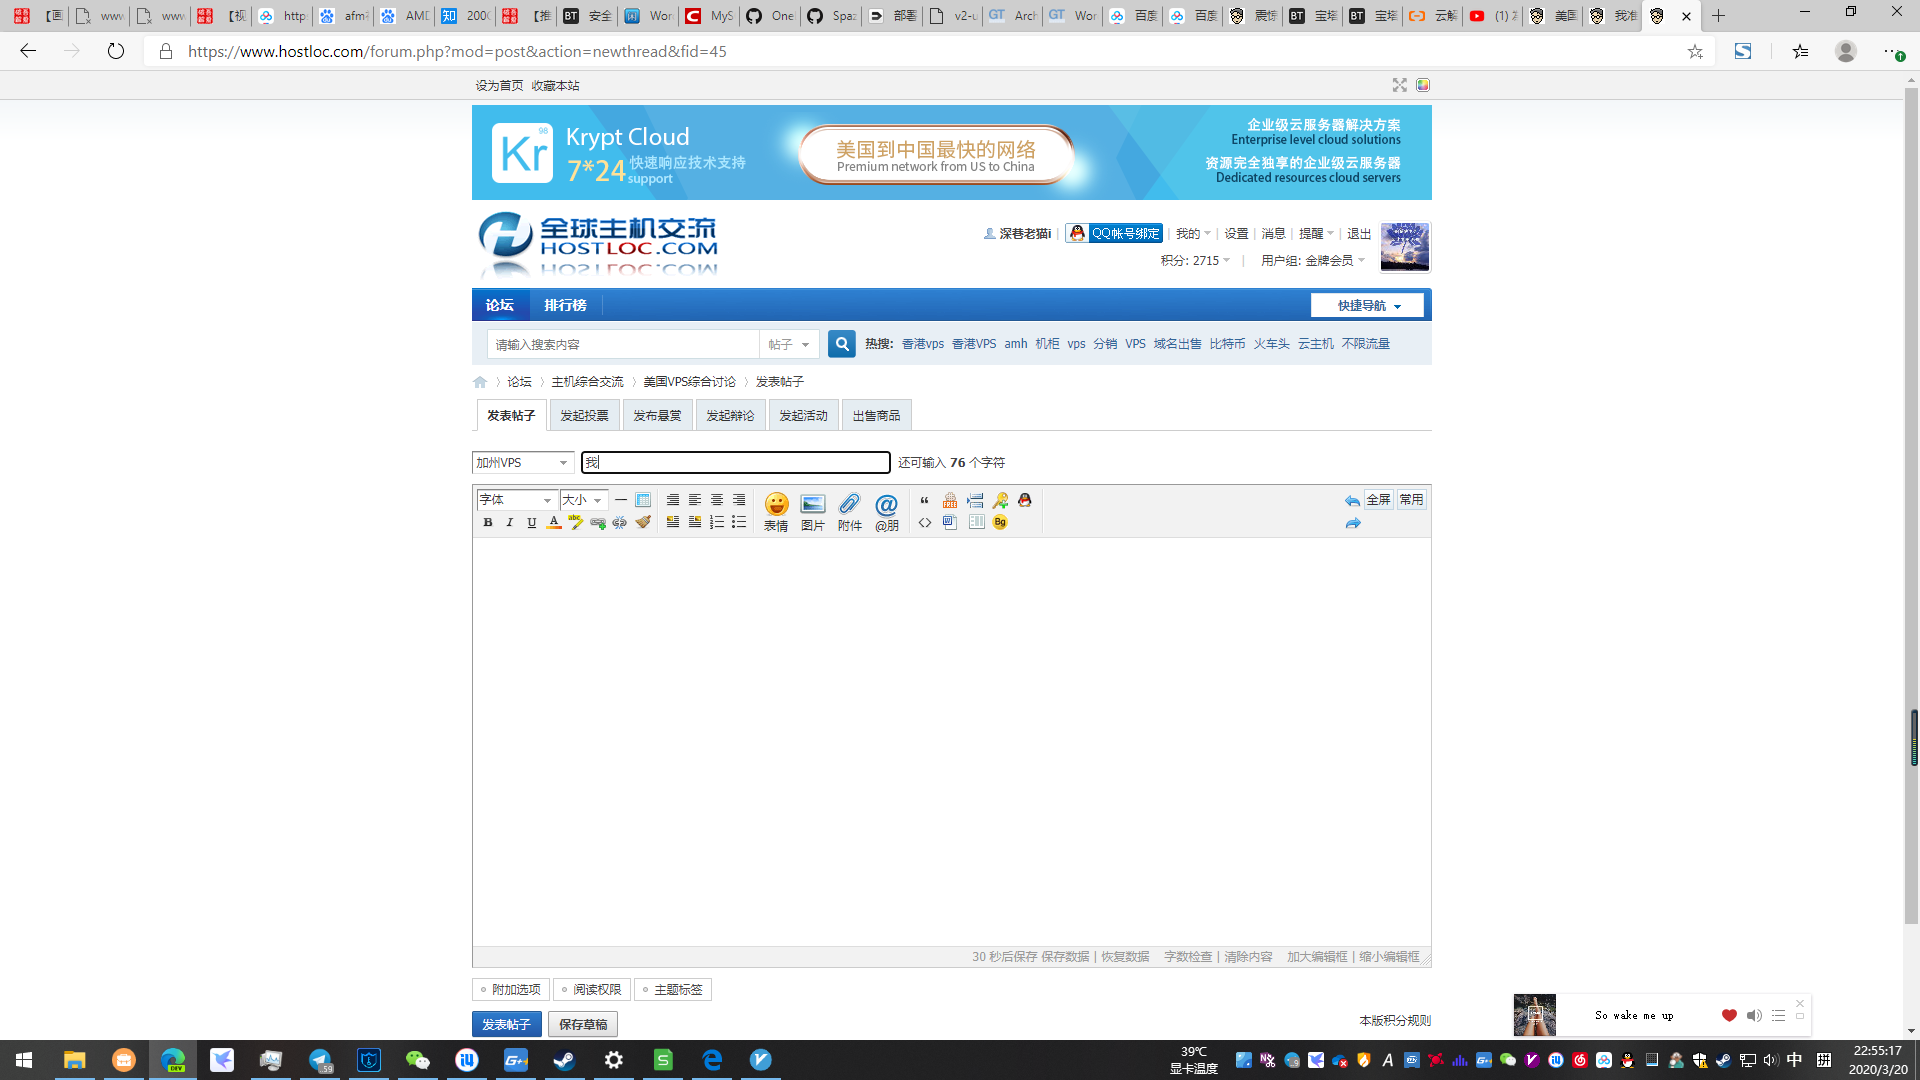 【画 www www 【视 http afm AMD 200 【推 安全 Wor MyS One Spa 部署 v2-u Arch Wor 百度 百度 震惊 宝塔 宝塔 云解 (1) 美国 我准
https://www.hostloc.com/forum.php?mod=post&action=newthread&fid=45
设为首页 收藏本站
Kr 98
Krypt Cloud
7*24 快速响应技术支持
support
美国到中国最快的网络
Premium network from US to China
企业级云服务器解决方案
Enterprise level cloud solutions
资源完全独享的企业级云服务器
Dedicated resources cloud servers
全球主机交流
HOSTLOC.COM
深巷老猫i | QQ帐号绑定 | 我的 | 设置 | 消息 | 提醒 | 退出
积分: 2715 | 用户组: 金牌会员
论坛 排行榜 快捷导航
请输入搜索内容 帖子 热搜: 香港vps 香港VPS amh 机柜 vps 分销 VPS 域名出售 比特币 火车头 云主机 不限流量
论坛 › 主机综合交流 › 美国VPS综合讨论 › 发表帖子
发表帖子 发起投票 发布悬赏 发起辩论 发起活动 出售商品
加州VPS 我 还可输入 76 个字符
字体 大小 全屏 常用
B I U A 表情 图片 附件 @朋 Bg
30 秒后保存 保存数据 | 恢复数据 字数检查 | 清除内容 加大编辑框 | 缩小编辑框
附加选项 阅读权限 主题标签
发表帖子 保存草稿 本版积分规则
So wake me up
39℃
显卡温度
中 拼
22:55:17
2020/3/20